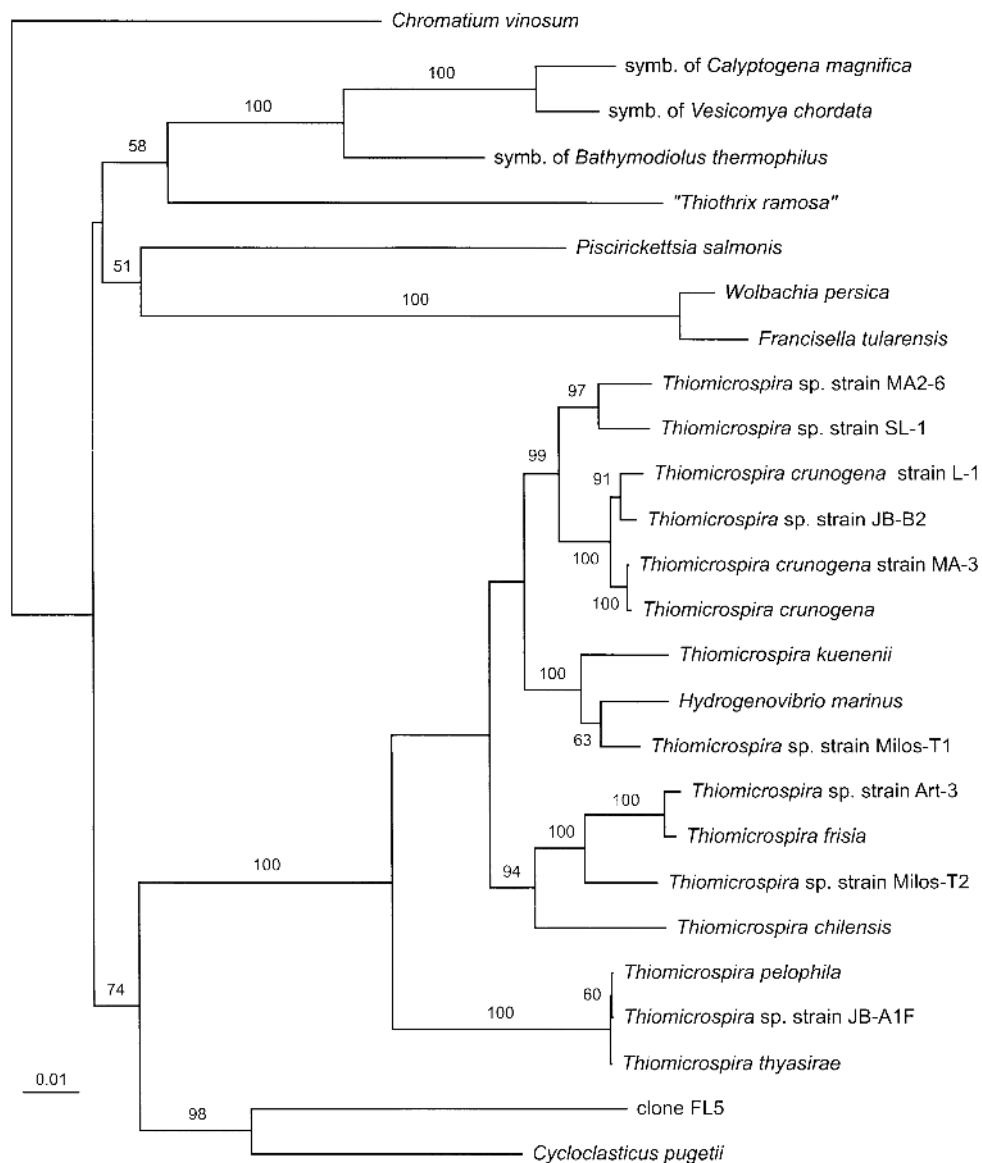 Chromatium vinosum
100
symb. of Calyptogena magnifica
100
symb. of Vesicomya chordata
58
symb. of Bathymodiolus thermophilus
"Thiothrix ramosa"
Piscirickettsia salmonis
51
100
Wolbachia persica
Francisella tularensis
97
Thiomicrospira sp. strain MA2-6
Thiomicrospira sp. strain SL-1
99
91
Thiomicrospira crunogena strain L-1
Thiomicrospira sp. strain JB-B2
100
Thiomicrospira crunogena strain MA-3
100
Thiomicrospira crunogena
Thiomicrospira kuenenii
100
Hydrogenovibrio marinus
63
Thiomicrospira sp. strain Milos-T1
100
Thiomicrospira sp. strain Art-3
100
Thiomicrospira frisia
100
94
Thiomicrospira sp. strain Milos-T2
Thiomicrospira chilensis
74
60
Thiomicrospira pelophila
100
Thiomicrospira sp. strain JB-A1F
Thiomicrospira thyasirae
0.01
98
clone FL5
Cycloclasticus pugetii